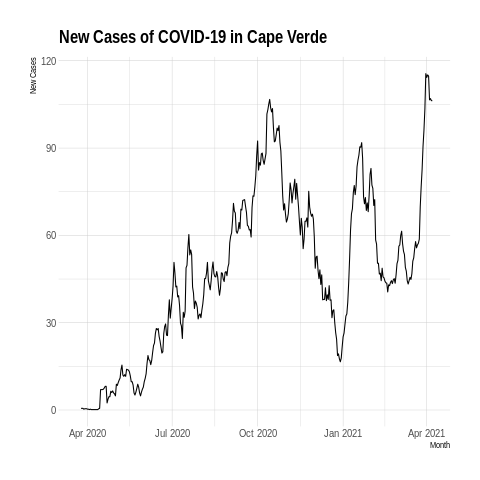 New Cases of COVID-19 in Cape Verde
New Cases
120
90
60
30
0
Apr 2020 Jul 2020 Oct 2020 Jan 2021 Apr 2021
Month